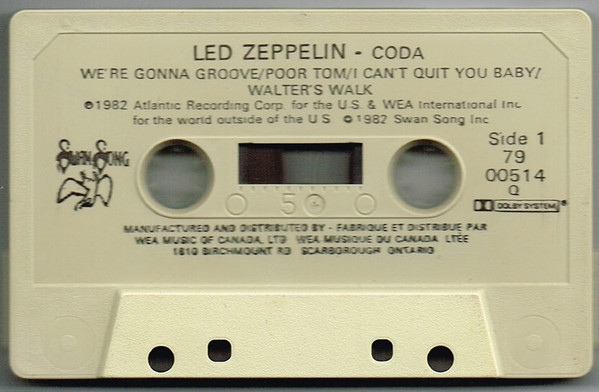 LED ZEPPELIN - CODA
WE'RE GONNA GROOVE/POOR TOM/I CAN'T QUIT YOU BABY/
WALTER'S WALK
℗1982 Atlantic Recording Corp. for the U.S. & WEA International Inc
for the world outside of the U S © 1982 Swan Song Inc
Side 1
79
00514
Q
SWAN SONG
50
DOLBY SYSTEM ®
MANUFACTURED AND DISTRIBUTED BY - FABRIQUE ET DISTRIBUE PAR
WEA MUSIC OF CANADA, LTD WEA MUSIQUE DU CANADA LTÉE
1810 BIRCHMOUNT RD SCARBOROUGH ONTARIO